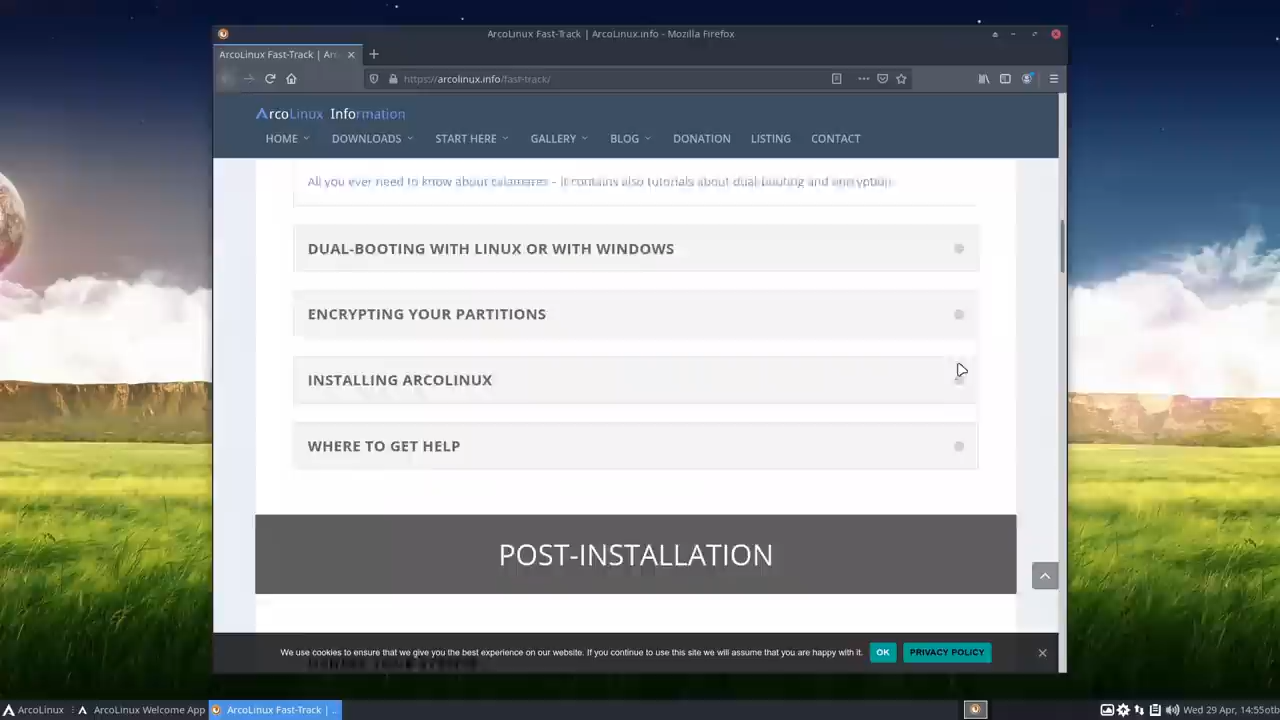 ArcoLinux Fast-Track | ArcoLinux.info - Mozilla Firefox
ArcoLinux Fast-Track | Ar
https://arcolinux.info/fast-track/
ArcoLinux Information
HOME DOWNLOADS START HERE GALLERY BLOG DONATION LISTING CONTACT
All you ever need to know about calamares - it contains also tutorials about dual booting and encryption.
DUAL-BOOTING WITH LINUX OR WITH WINDOWS
ENCRYPTING YOUR PARTITIONS
INSTALLING ARCOLINUX
WHERE TO GET HELP
POST-INSTALLATION
We use cookies to ensure that we give you the best experience on our website. If you continue to use this site we will assume that you are happy with it. OK PRIVACY POLICY
ArcoLinux ArcoLinux Welcome App ArcoLinux Fast-Track | ... Wed 29 Apr, 14:55